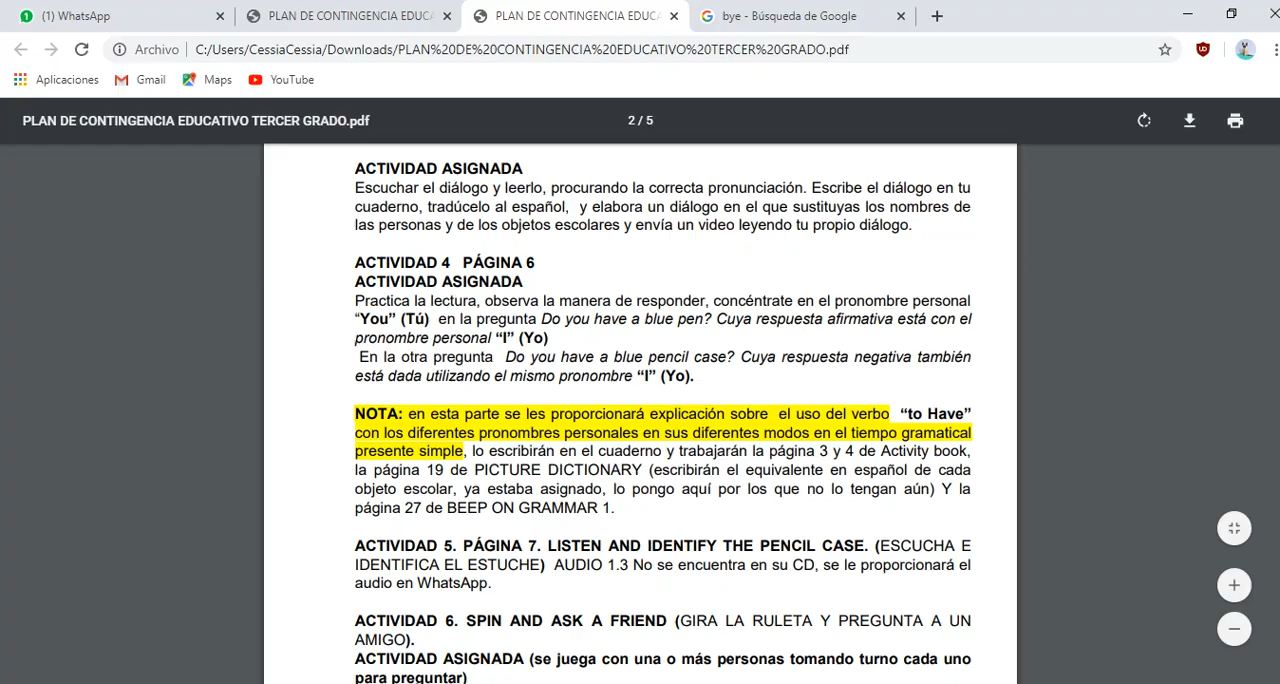 (1) WhatsApp
PLAN DE CONTINGENCIA EDUCA
PLAN DE CONTINGENCIA EDUCA
bye - Búsqueda de Google
Archivo
C:/Users/CessiaCessia/Downloads/PLAN%20DE%20CONTINGENCIA%20EDUCATIVO%20TERCER%20GRADO.pdf
Aplicaciones
Gmail
Maps
YouTube
PLAN DE CONTINGENCIA EDUCATIVO TERCER GRADO.pdf
2 / 5
ACTIVIDAD ASIGNADA
Escuchar el diálogo y leerlo, procurando la correcta pronunciación. Escribe el diálogo en tu
cuaderno, tradúcelo al español, y elabora un diálogo en el que sustituyas los nombres de
las personas y de los objetos escolares y envía un video leyendo tu propio diálogo.
ACTIVIDAD 4 PÁGINA 6
ACTIVIDAD ASIGNADA
Practica la lectura, observa la manera de responder, concéntrate en el pronombre personal
“You” (Tú) en la pregunta Do you have a blue pen? Cuya respuesta afirmativa está con el
pronombre personal “I” (Yo)
En la otra pregunta Do you have a blue pencil case? Cuya respuesta negativa también
está dada utilizando el mismo pronombre “I” (Yo).
NOTA: en esta parte se les proporcionará explicación sobre el uso del verbo “to Have”
con los diferentes pronombres personales en sus diferentes modos en el tiempo gramatical
presente simple, lo escribirán en el cuaderno y trabajarán la página 3 y 4 de Activity book,
la página 19 de PICTURE DICTIONARY (escribirán el equivalente en español de cada
objeto escolar, ya estaba asignado, lo pongo aquí por los que no lo tengan aún) Y la
página 27 de BEEP ON GRAMMAR 1.
ACTIVIDAD 5. PÁGINA 7. LISTEN AND IDENTIFY THE PENCIL CASE. (ESCUCHA E
IDENTIFICA EL ESTUCHE) AUDIO 1.3 No se encuentra en su CD, se le proporcionará el
audio en WhatsApp.
ACTIVIDAD 6. SPIN AND ASK A FRIEND (GIRA LA RULETA Y PREGUNTA A UN
AMIGO).
ACTIVIDAD ASIGNADA (se juega con una o más personas tomando turno cada uno
para preguntar)